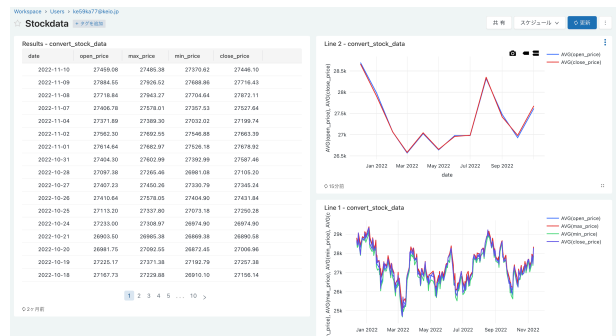 Workspace > Users > ke59ka77@keio.jp
Stockdata
+ タグを追加
共有
スケジュール
更新
Results - convert_stock_data
date open_price max_price min_price close_price
2022-11-10 27459.08 27485.38 27370.62 27446.10
2022-11-09 27884.55 27926.52 27688.86 27716.43
2022-11-08 27718.84 27943.27 27704.64 27872.11
2022-11-07 27406.78 27578.01 27357.53 27527.64
2022-11-04 27371.89 27389.30 27032.02 27199.74
2022-11-02 27562.30 27692.55 27546.88 27663.39
2022-11-01 27614.64 27682.97 27526.18 27678.92
2022-10-31 27404.30 27602.99 27392.99 27587.46
2022-10-28 27097.38 27265.46 26981.08 27105.20
2022-10-27 27407.23 27450.26 27330.79 27345.24
2022-10-26 27410.64 27578.05 27404.90 27431.84
2022-10-25 27113.20 27337.80 27073.18 27250.28
2022-10-24 27233.00 27308.97 26974.90 26974.90
2022-10-21 26903.50 26985.38 26869.38 26890.58
2022-10-20 26981.75 27092.55 26872.45 27006.96
2022-10-19 27225.17 27371.38 27192.79 27257.38
2022-10-18 27167.73 27229.88 26910.10 27156.14
1 2 3 4 5 ... 10 >
2ヶ月前
Line 2 - convert_stock_data
AVG(open_price)
AVG(close_price)
AVG(open_price), AVG(close_price)
28.5k
28k
27.5k
27k
26.5k
Jan 2022 Mar 2022 May 2022 Jul 2022 Sep 2022
date
15分前
Line 1 - convert_stock_data
AVG(open_price)
AVG(max_price)
AVG(min_price)
AVG(close_price)
29k
28k
27k
26k
25k
Jan 2022 Mar 2022 May 2022 Jul 2022 Sep 2022 Nov 2022